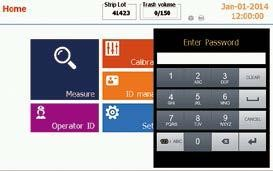 Home
Strip Lot
41423
Trash volume
0/150
Jan-01-2014
12:00:00
Measure
Calibra
Operator ID
ID mana
Set
Enter Password
1
2 ABC
3 DEF
CLEAR
4 GHI
5 JKL
6 MNO
7 PQRS
8 TUV
9 WXYZ
CANCEL
/ ABC
0